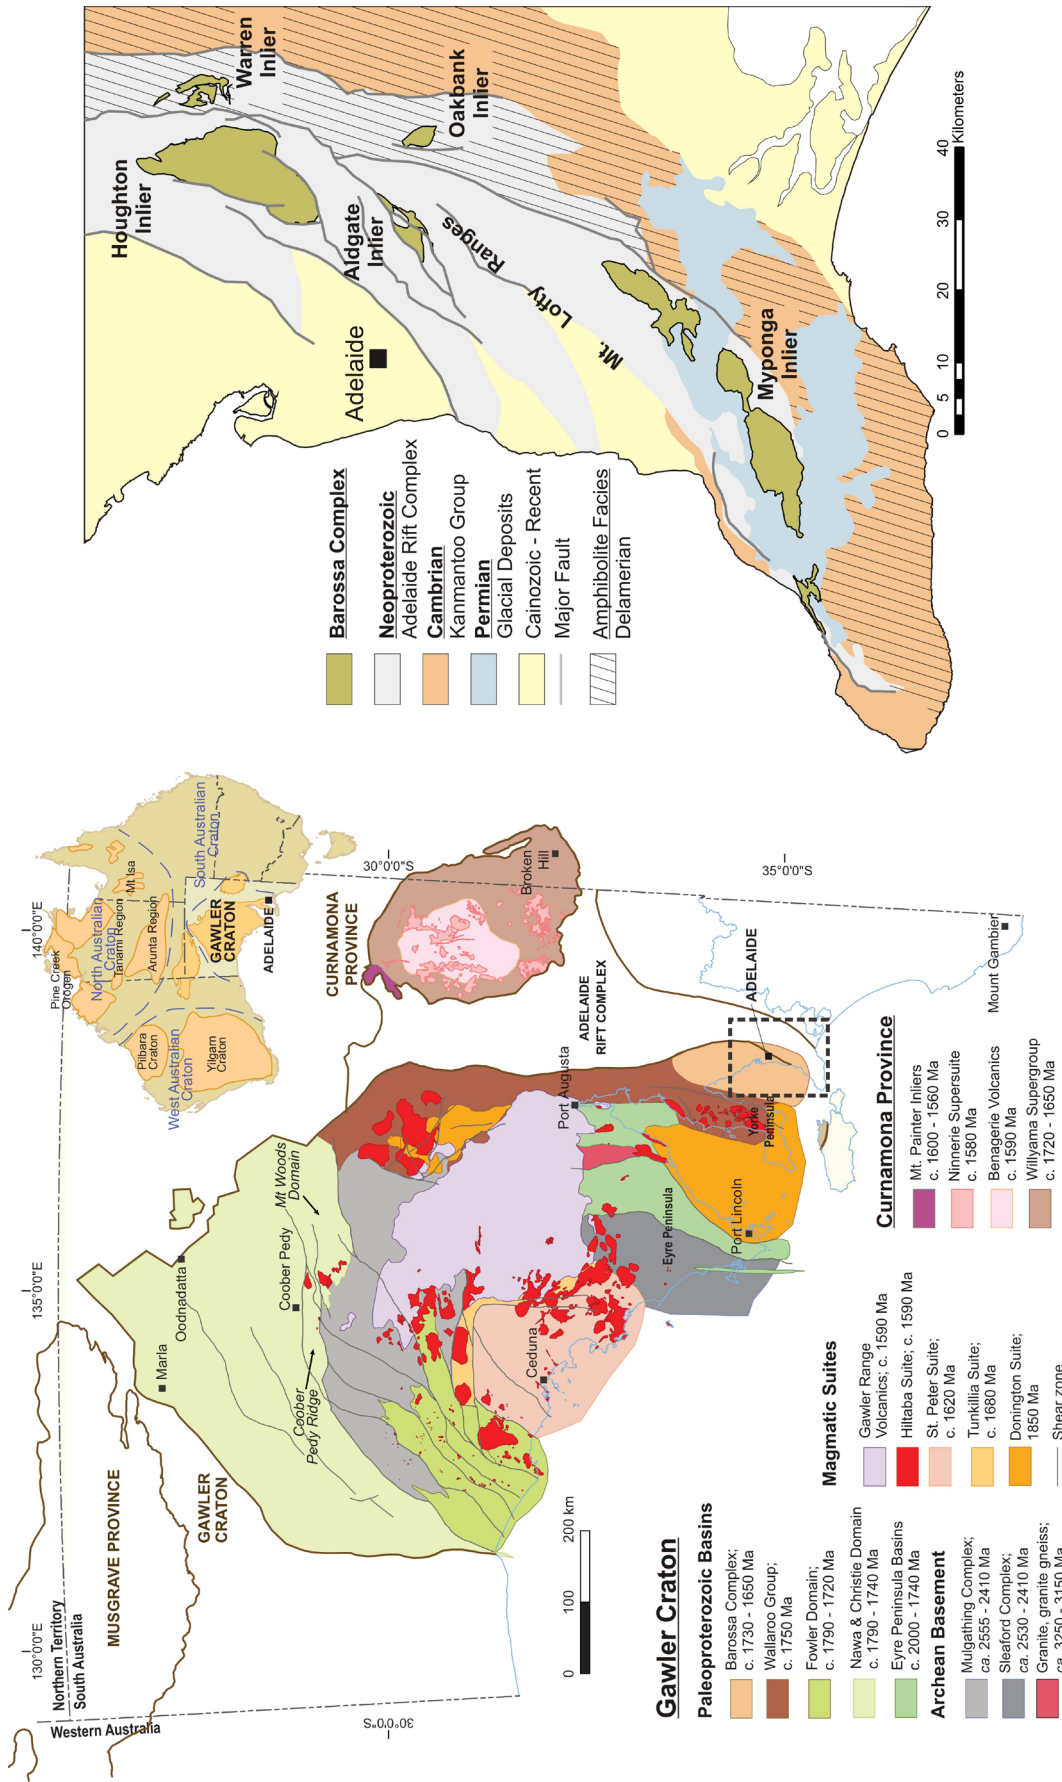 130°0'0"E
135°0'0"E
140°0'0"E
Northern Territory
South Australia
Western Australia
MUSGRAVE PROVINCE
GAWLER
CRATON
Marla
Oodnadatta
Coober Pedy
Mt Woods
Domain
Coober
Pedy Ridge
Ceduna
Port Augusta
Eyre Peninsula
Port Lincoln
Yorke
Peninsula
ADELAIDE
RIFT COMPLEX
ADELAIDE
CURNAMONA
PROVINCE
Broken
Hill
Mount Gambier
30°0'0"S
30°0'0"S
35°0'0"S
0
100
200 km
Pine Creek
Orogen
North Australian
Craton
Tanami Region
Mt Isa
Arunta Region
Pilbara
Craton
West Australian
Craton
Yilgarn
Craton
South Australian
Craton
GAWLER
CRATON
ADELAIDE
Gawler Craton
Paleoproterozoic Basins
Barossa Complex;
c. 1730 - 1650 Ma
Wallaroo Group;
c. 1750 Ma
Fowler Domain;
c. 1790 - 1720 Ma
Nawa & Christie Domain
c. 1790 - 1740 Ma
Eyre Peninsula Basins
c. 2000 - 1740 Ma
Archean Basement
Mulgathing Complex;
ca. 2555 - 2410 Ma
Sleaford Complex;
ca. 2530 - 2410 Ma
Granite, granite gneiss;
ca. 3250 - 3150 Ma
Magmatic Suites
Gawler Range
Volcanics; c. 1590 Ma
Hiltaba Suite; c. 1590 Ma
St. Peter Suite;
c. 1620 Ma
Tunkillia Suite;
c. 1680 Ma
Donington Suite;
1850 Ma
Shear zone
Curnamona Province
Mt. Painter Inliers
c. 1600 - 1560 Ma
Ninnerie Supersuite
c. 1580 Ma
Benagerie Volcanics
c. 1590 Ma
Willyama Supergroup
c. 1720 - 1650 Ma
Houghton
Inlier
Warren
Inlier
Oakbank
Inlier
Aldgate
Inlier
Adelaide
Mt. Lofty Ranges
Myponga
Inlier
Barossa Complex
Neoproterozoic
Adelaide Rift Complex
Cambrian
Kanmantoo Group
Permian
Glacial Deposits
Cainozoic - Recent
Major Fault
Amphibolite Facies
Delamerian
0
5
10
20
30
40
Kilometers